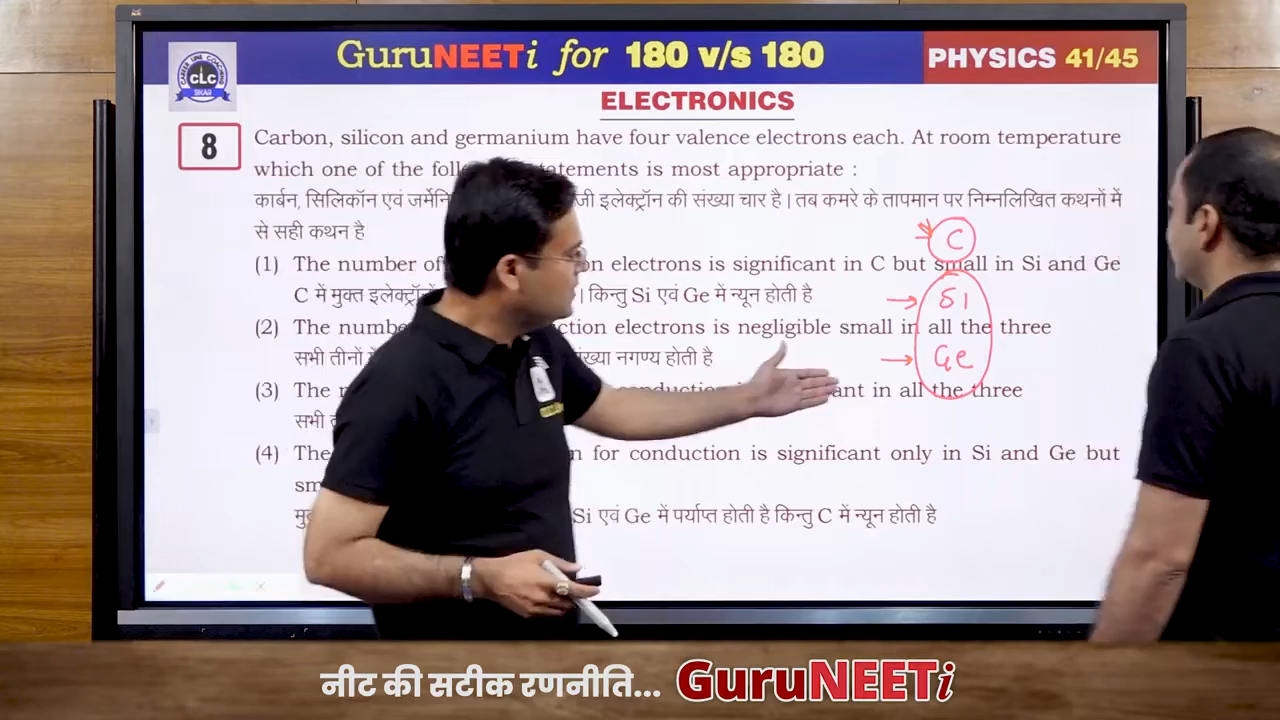 GuruNEETi for 180 v/s 180
PHYSICS 41/45
CLC
SIKAR
ELECTRONICS
8
Carbon, silicon and germanium have four valence electrons each. At room temperature
which one of the atements is most appropriate :
कार्बन, सिलिकॉन एवं जी इलेक्ट्रॉन की संख्या चार है। तब कमरे के तापमान पर निम्नलिखित कथनों में
से सही कथन है
C
(1) The number of on electrons is significant in C but small in Si and Ge
C में मुक्त । किन्तु Si एवं Ge में न्यून होती है
Si
(2) The numbe ction electrons is negligible small in all the three
सभी तीनों संख्या नगण्य होती है
Ge
(3) The conduction ant in all the three
सभी
(4) The n for conduction is significant only in Si and Ge but
sm
Si एवं Ge में पर्याप्त होती है किन्तु C में न्यून होती है
नीट की सटीक रणनीति... GuruNEETi